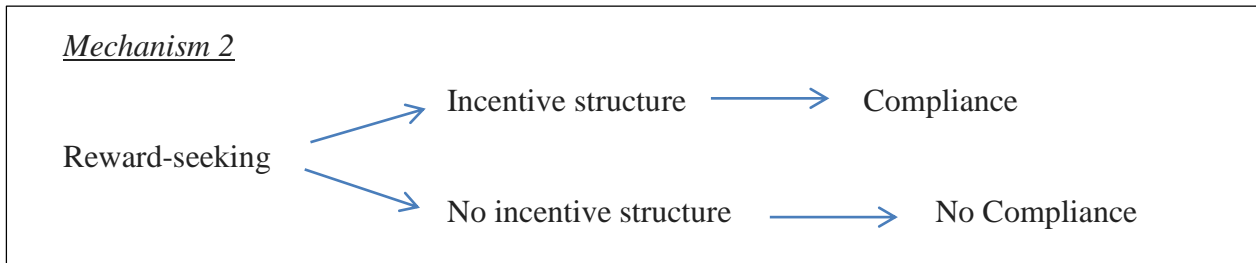 Mechanism 2
Incentive structure
Compliance
Reward-seeking
No incentive structure
No Compliance